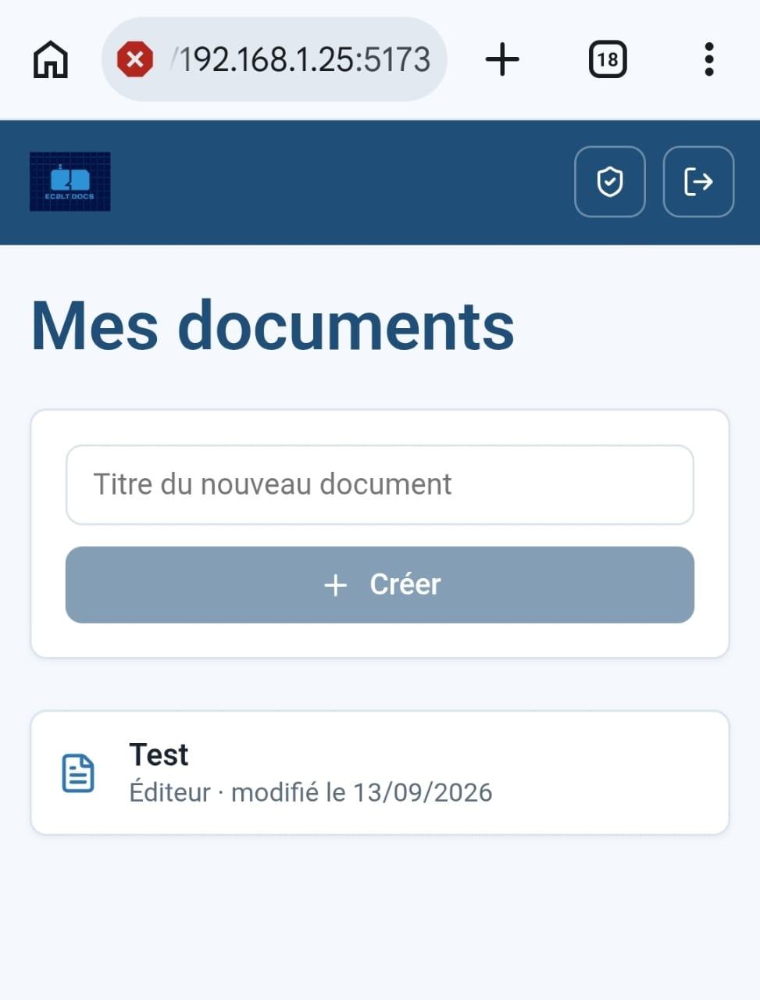 /192.168.1.25:5173
18
EC2LT DOCS
Mes documents
Titre du nouveau document
+ Créer
Test
Éditeur · modifié le 13/09/2026